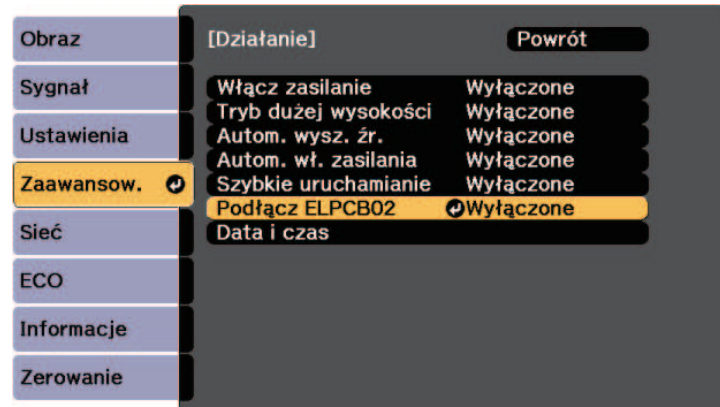 Obraz
Sygnał
Ustawienia
Zaawansow.
Sieć
ECO
Informacje
Zerowanie
[Działanie] Powrót
Włącz zasilanie Wyłączone
Tryb dużej wysokości Wyłączone
Autom. wysz. źr. Wyłączone
Autom. wł. zasilania Wyłączone
Szybkie uruchamianie Wyłączone
Podłącz ELPCB02 Wyłączone
Data i czas